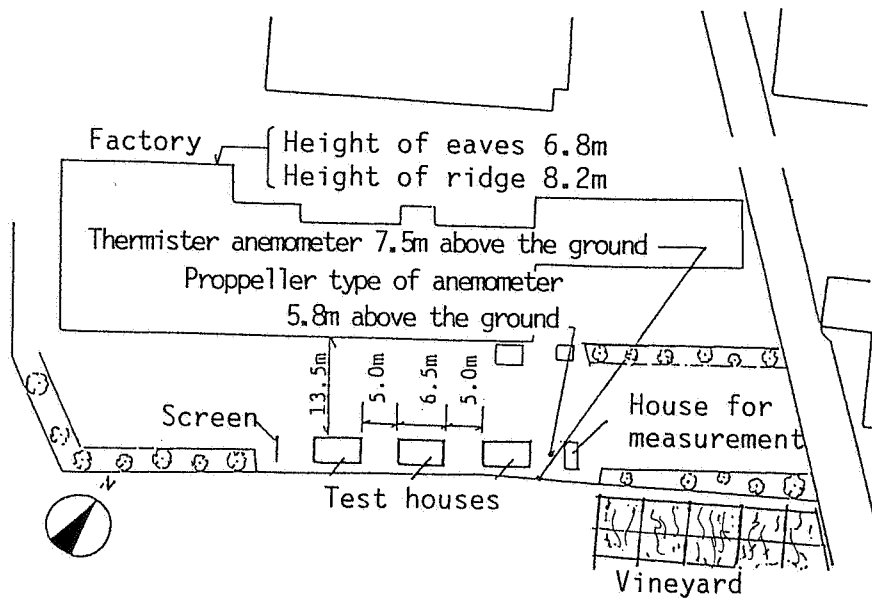 Factory
Height of eaves 6.8m
Height of ridge 8.2m
Thermister anemometer 7.5m above the ground
Proppeller type of anemometer
5.8m above the ground
13.5m
5.0m
6.5m
5.0m
Screen
House for
measurement
Test houses
N
Vineyard